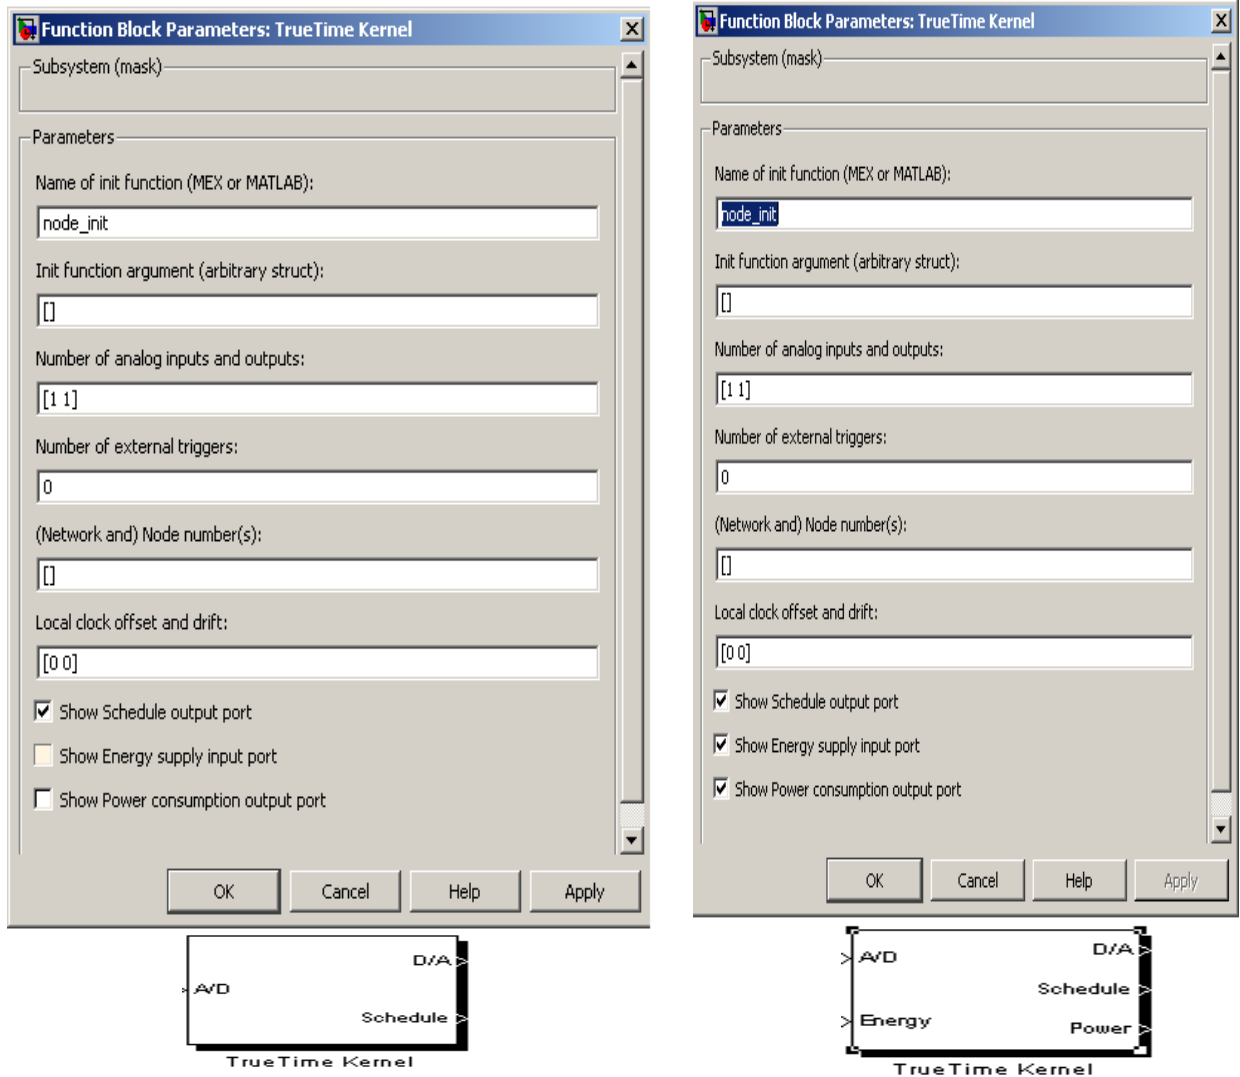 Function Block Parameters: TrueTime Kernel
Subsystem (mask)
Parameters
Name of init function (MEX or MATLAB):
node_init
Init function argument (arbitrary struct):
[]
Number of analog inputs and outputs:
[1 1]
Number of external triggers:
0
(Network and) Node number(s):
[]
Local clock offset and drift:
[0 0]
Show Schedule output port
Show Energy supply input port
Show Power consumption output port
OK Cancel Help Apply
D/A
A/D
Schedule
TrueTime Kernel
Function Block Parameters: TrueTime Kernel
Subsystem (mask)
Parameters
Name of init function (MEX or MATLAB):
node_init
Init function argument (arbitrary struct):
[]
Number of analog inputs and outputs:
[1 1]
Number of external triggers:
0
(Network and) Node number(s):
[]
Local clock offset and drift:
[0 0]
Show Schedule output port
Show Energy supply input port
Show Power consumption output port
OK Cancel Help Apply
A/D D/A
Schedule
Energy Power
TrueTime Kernel